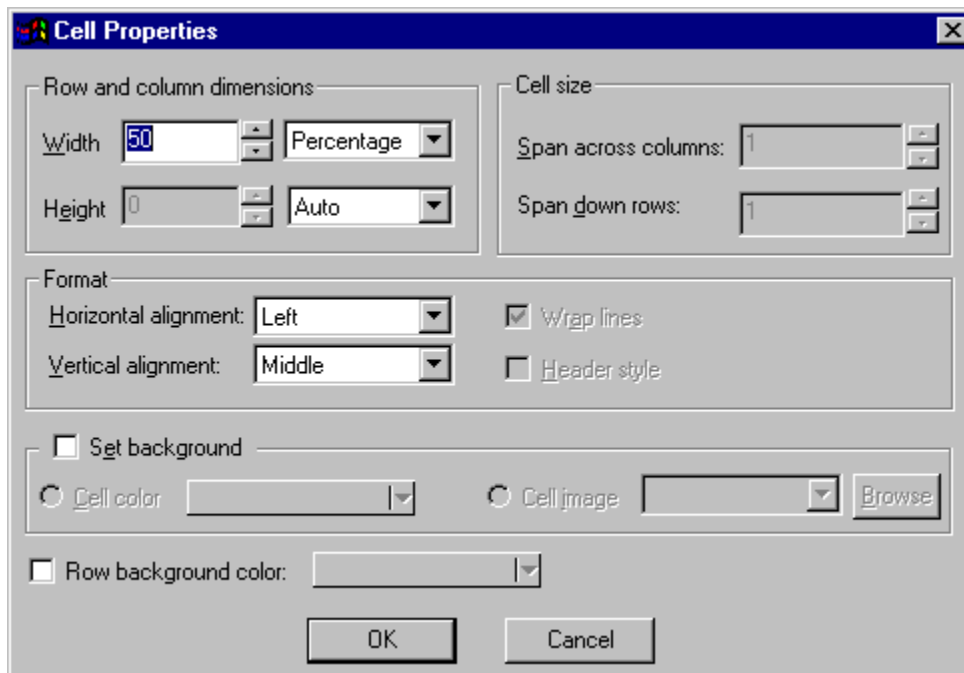 Cell Properties
Row and column dimensions
Width 50 Percentage
Height 0 Auto
Cell size
Span across columns: 1
Span down rows: 1
Format
Horizontal alignment: Left
Wrap lines
Vertical alignment: Middle
Header style
Set background
Cell color
Cell image
Browse
Row background color:
OK
Cancel